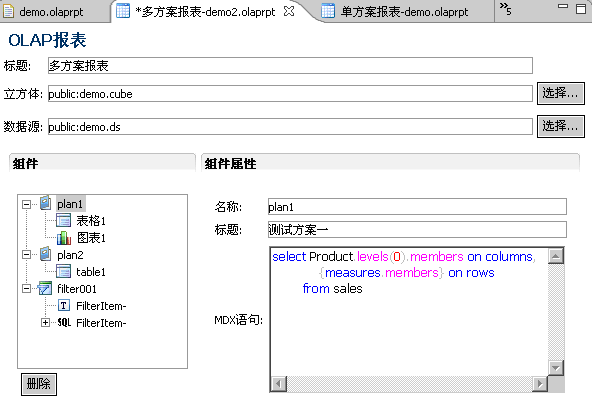 demo.olaprpt *多方案报表-demo2.olaprpt 单方案报表-demo.olaprpt »5
OLAP报表
标题: 多方案报表
立方体: public:demo.cube 选择...
数据源: public:demo.ds 选择...
组件 组件属性
plan1
表格1
图表1
plan2
table1
filter001
T FilterItem-
SQL FilterItem-
删除
名称: plan1
标题: 测试方案一
MDX语句:
select Product.levels(0).members on columns,
{measures.members} on rows
from sales